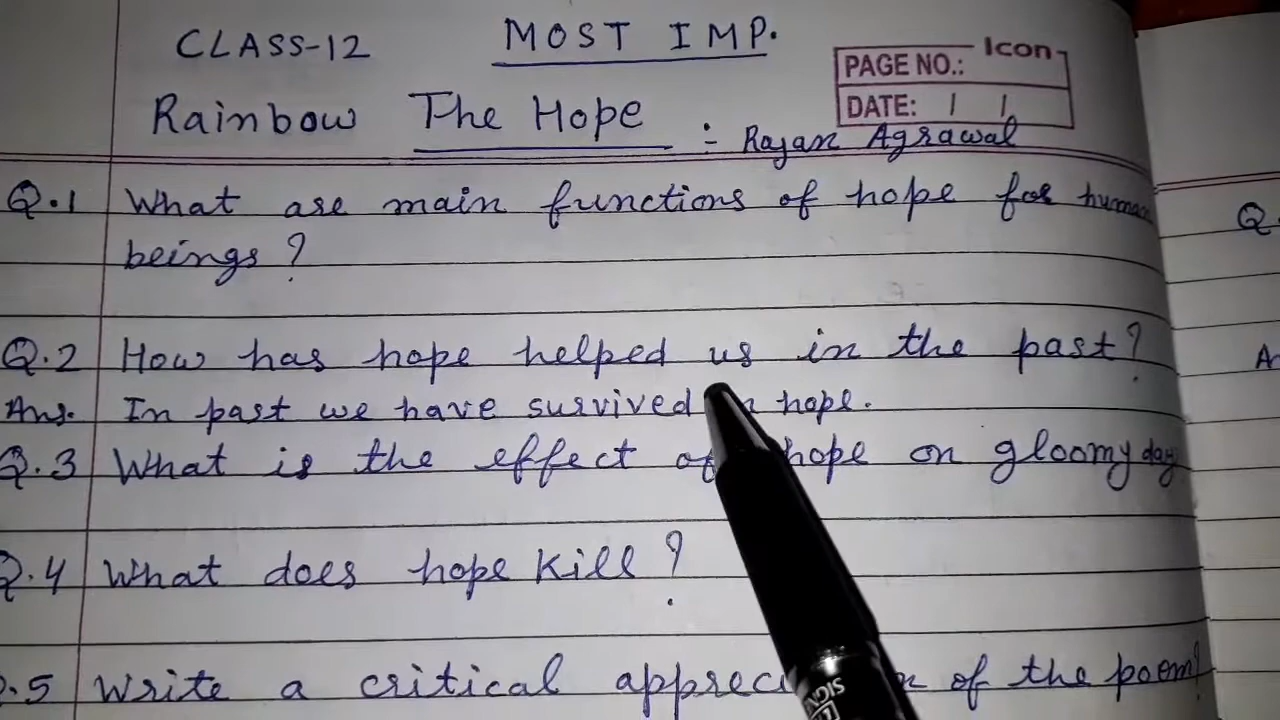 CLASS-12 MOST IMP.
Icon
PAGE NO.:
DATE: / /
Rainbow The Hope :- Rajan Agrawal
Q.1 What are main functions of hope for human
beings?
Q.2 How has hope helped us in the past?
Ans. In past we have survived hope.
Q.3 What is the effect of hope on gloomy day
Q.4 What does hope kill?
Q.5 Write a critical of the poem?
Q.